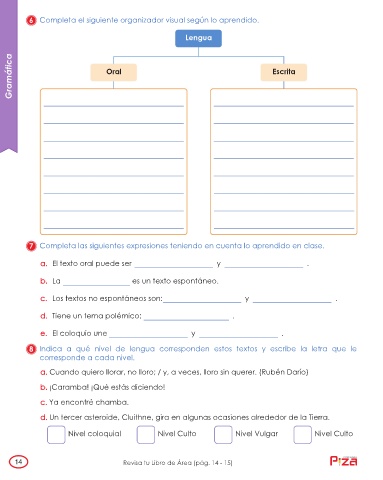 6 Completa el siguiente organizador visual según lo aprendido.
Lengua
Oral
Escrita
Gramática
7 Completa las siguientes expresiones teniendo en cuenta lo aprendido en clase.
a. El texto oral puede ser ____________________ y ____________________ .
b. La _________________ es un texto espontáneo.
c. Los textos no espontáneos son:____________________ y ____________________ .
d. Tiene un tema polémico: ______________________ .
e. El coloquio une ____________________ y ____________________ .
8 Indica a qué nivel de lengua corresponden estos textos y escribe la letra que le
corresponde a cada nivel.
a. Cuando quiero llorar, no lloro; / y, a veces, lloro sin querer. (Rubén Darío)
b. ¡Caramba!! ¡Qué estás diciendo!
c. Ya encontré chamba.
d. Un tercer asteroide, Cluithne, gira en algunas ocasiones alrededor de la Tierra.
Nivel coloquial Nivel Culto Nivel Vulgar Nivel Culto
14
Revisa tu Libro de Área (pág. 14 - 15)
PIZA